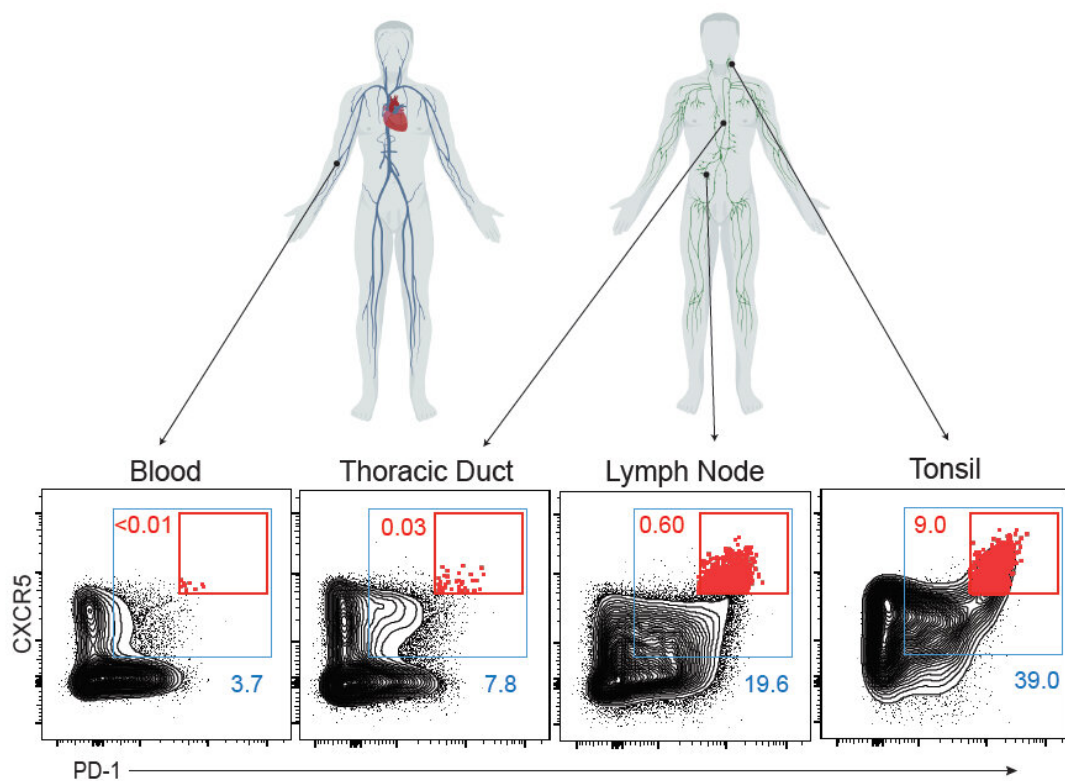 Blood
Thoracic Duct
Lymph Node
Tonsil
<0.01
0.03
0.60
9.0
3.7
7.8
19.6
39.0
CXCR5
PD-1